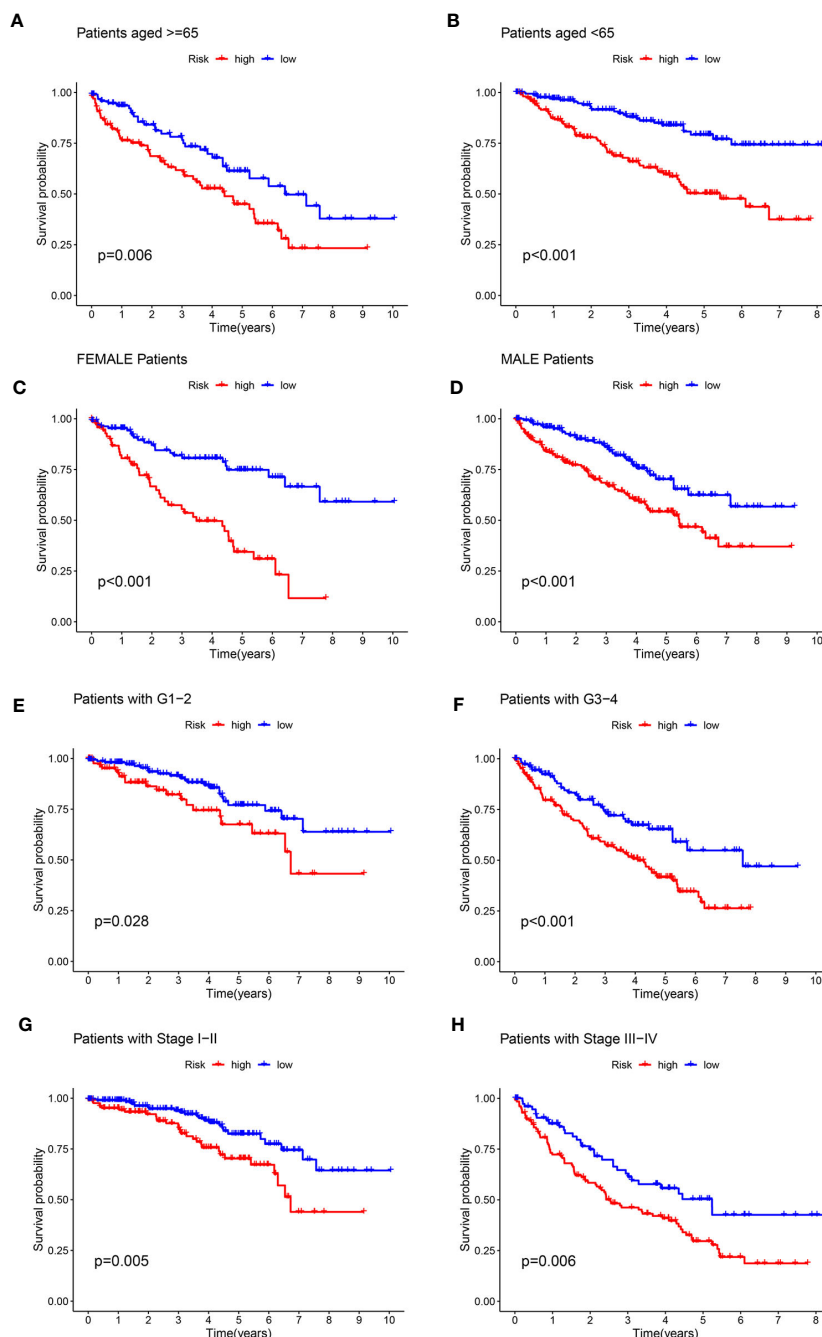 A
Patients aged >=65
Risk high low
1.00
0.75
0.50
0.25
0.00
Survival probability
p=0.006
0 1 2 3 4 5 6 7 8 9 10
Time(years)
B
Patients aged <65
Risk high low
1.00
0.75
0.50
0.25
0.00
Survival probability
p<0.001
0 1 2 3 4 5 6 7 8
Time(years)
C
FEMALE Patients
Risk high low
1.00
0.75
0.50
0.25
0.00
Survival probability
p<0.001
0 1 2 3 4 5 6 7 8 9 10
Time(years)
D
MALE Patients
Risk high low
1.00
0.75
0.50
0.25
0.00
Survival probability
p<0.001
0 1 2 3 4 5 6 7 8 9 10
Time(years)
E
Patients with G1−2
Risk high low
1.00
0.75
0.50
0.25
0.00
Survival probability
p=0.028
0 1 2 3 4 5 6 7 8 9 10
Time(years)
F
Patients with G3−4
Risk high low
1.00
0.75
0.50
0.25
0.00
Survival probability
p<0.001
0 1 2 3 4 5 6 7 8 9 10
Time(years)
G
Patients with Stage I−II
Risk high low
1.00
0.75
0.50
0.25
0.00
Survival probability
p=0.005
0 1 2 3 4 5 6 7 8 9 10
Time(years)
H
Patients with Stage III−IV
Risk high low
1.00
0.75
0.50
0.25
0.00
Survival probability
p=0.006
0 1 2 3 4 5 6 7 8
Time(years)